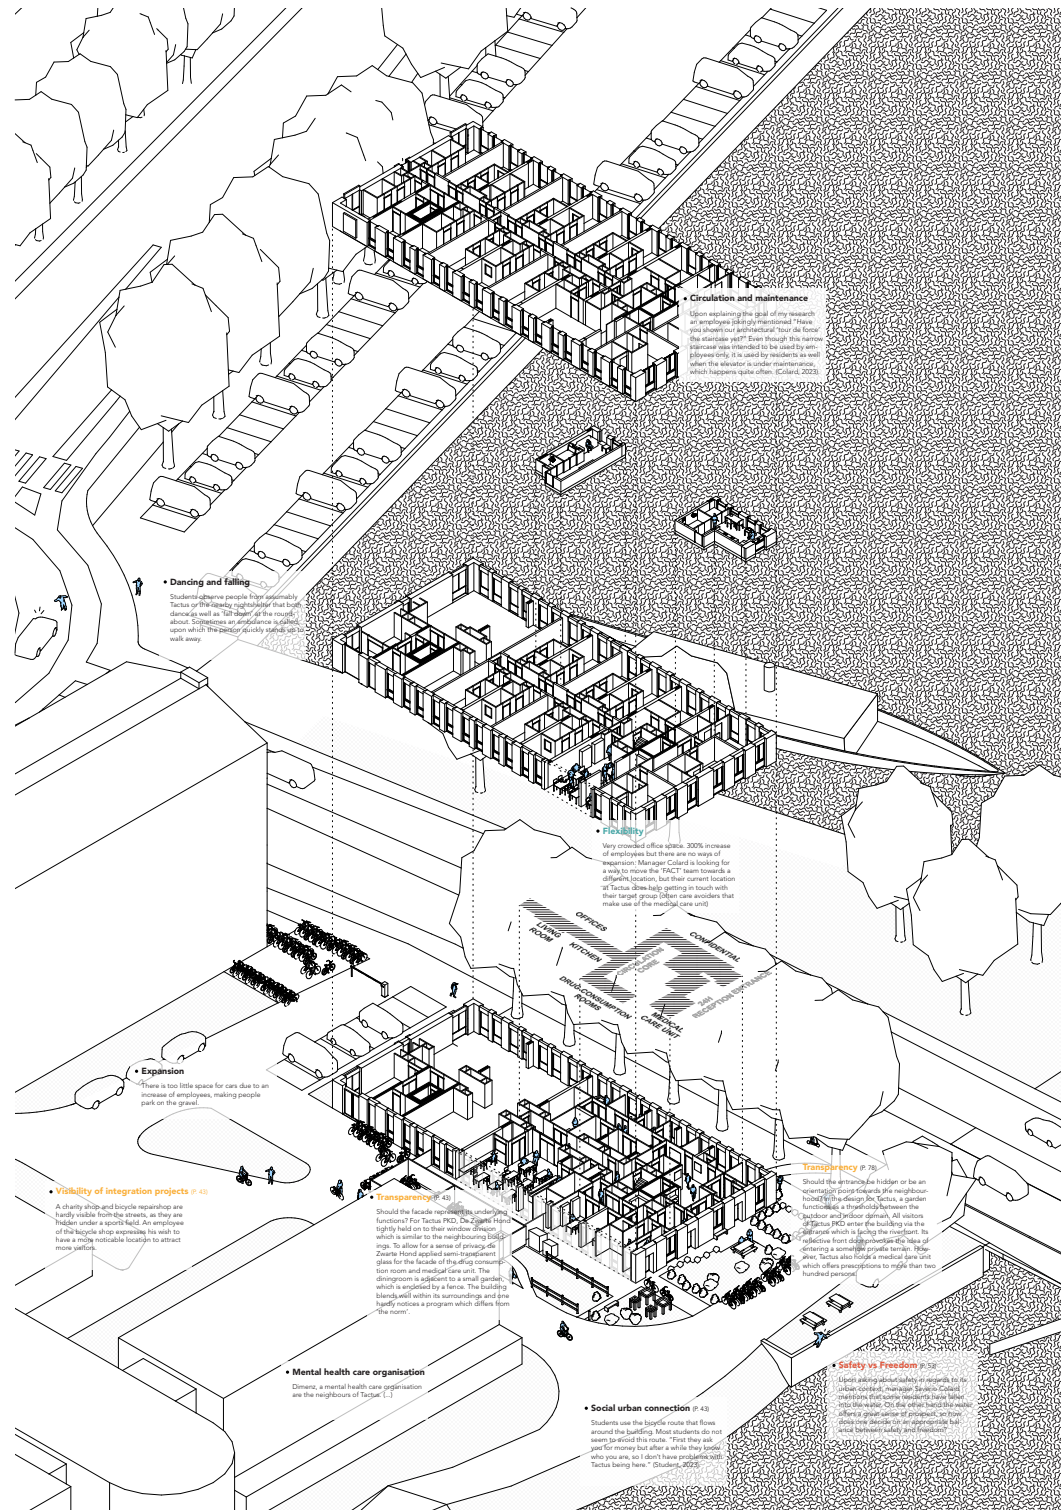 • Circulation and maintenance
Upon explaining the goal of my research
an employee jokingly mentioned "Have
you shown our architectural 'tour de force'
the staircase yet?" Even though this narrow
staircase was intended to be used by em-
ployees only, it is used by residents as well
when the elevator is under maintenance,
which happens quite often. (Colard, 2023).
• Dancing and falling
Students observe people from assumably
Tactus or the nearby nightshelter that both
dance as well as 'fall down' at the round-
about. Sometimes an ambulance is called,
upon which the person quickly stands up to
walk away.
• Flexibility
Very crowded office space. 300% increase
of employees but there are no ways of
expansion. Manager Colard is looking for
a way to move the 'FACT' team towards a
different location, but their current location
at Tactus does help getting in touch with
their target group (often care avoiders that
make use of the medical care unit)
OFFICES
LIVING
ROOM
KITCHEN
CONFIDENTIAL
CIRCULATION
CORE
DRUG-CONSUMPTION
ROOMS
MEDICAL
CARE UNIT
24H
RECEPTION ENTRANCE
• Expansion
There is too little space for cars due to an
increase of employees, making people
park on the gravel.
• Visibility of integration projects (P. 43)
A charity shop and bicycle repairshop are
hardly visible from the streets, as they are
hidden under a sports field. An employee
of the bicycle shop expresses his wish to
have a more noticable location to attract
more visitors.
• Transparency (P. 43)
Should the facade represent its underlying
functions? For Tactus PKD, De Zwarte Hond
tightly held on to their window division
which is similar to the neighbouring build-
ings. To allow for a sense of privacy, de
Zwarte Hond applied semi-transparent
glass for the facade of the drug consump-
tion room and medical care unit. The
diningroom is adjacent to a small garden,
which is enclosed by a fence. The building
blends well within its surroundings and one
hardly notices a program which differs from
'the norm'.
Transparency (P. 78)
Should the entrance be hidden or be an
orientation point towards the neighbour-
hood? In the design for Tactus, a garden
functions as a thresholds between the
outdoor and indoor domain. All visitors
of Tactus PKD enter the building via the
entrance which is facing the riverfront. Its
reflective front door provokes the idea of
entering a somehow private terrain. How-
ever, Tactus also holds a medical care unit
which offers prescriptions to more than two
hundred persons.
• Mental health care organisation
Dimenz, a mental health care organisation
are the neighbours of Tactus. (...)
• Social urban connection (P. 43)
Students use the bicycle route that flows
around the building. Most students do not
seem to avoid this route. "First they ask
you for money but after a while they know
who you are, so I don't have problems with
Tactus being here." (Student, 2023)
• Safety vs Freedom (P. 53)
Upon asking about safety in regards to its
urban context, manager Saverio Colard
mentions that some residents have fallen
into the water. On the other hand the water
offers a great sense of prospect, so how
does one decide on an appropriate bal-
ance between safety and freedom?